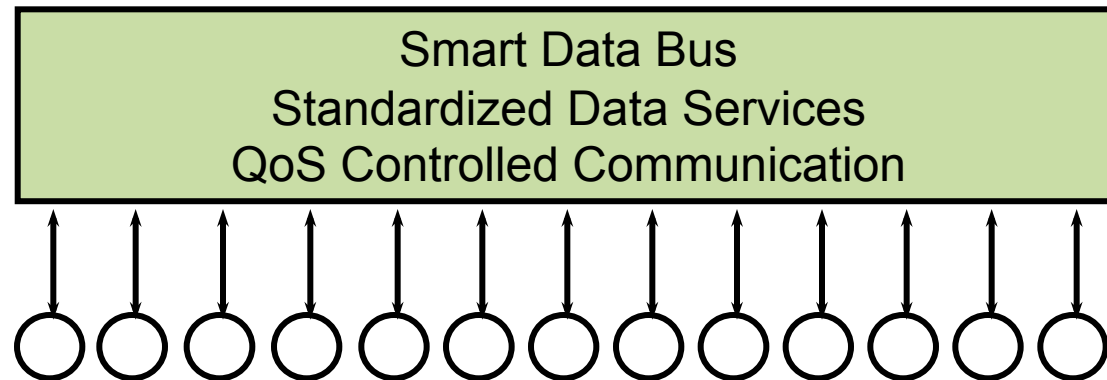 Smart Data Bus
Standardized Data Services
QoS Controlled Communication